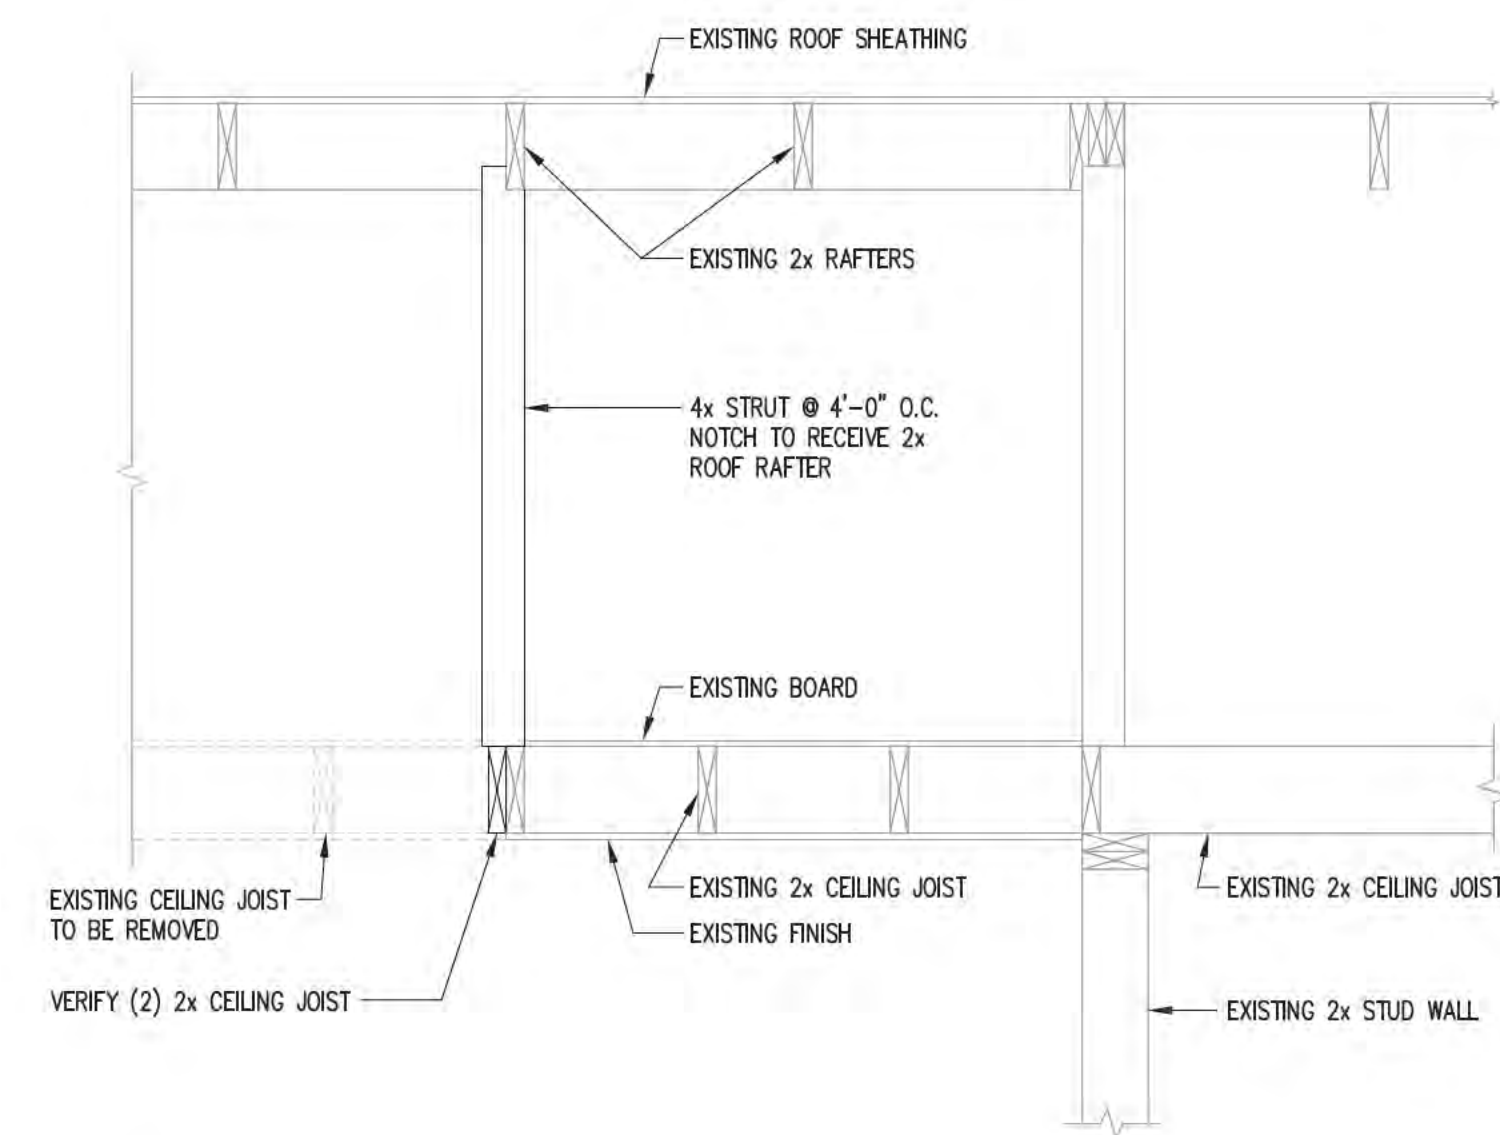 EXISTING ROOF SHEATHING
EXISTING 2x RAFTERS
4x STRUT @ 4'-0" O.C.
NOTCH TO RECEIVE 2x
ROOF RAFTER
EXISTING BOARD
EXISTING CEILING JOIST
TO BE REMOVED
EXISTING 2x CEILING JOIST
EXISTING 2x CEILING JOIST
EXISTING FINISH
VERIFY (2) 2x CEILING JOIST
EXISTING 2x STUD WALL